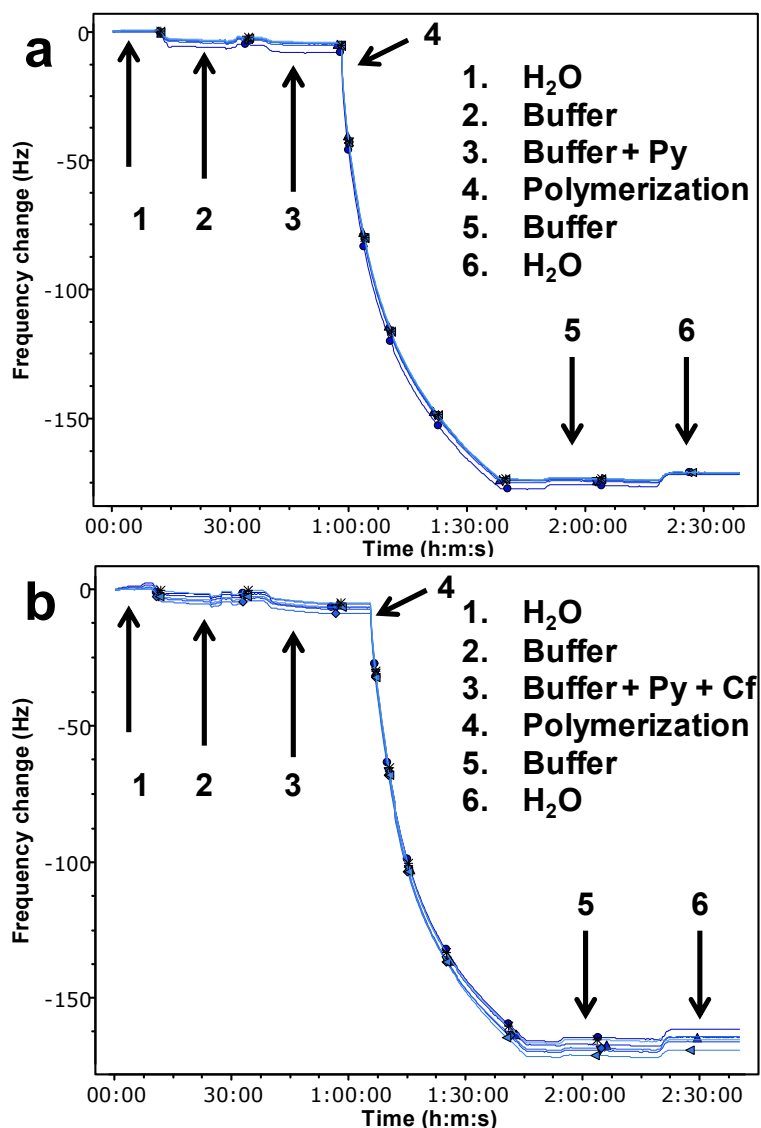 a
4
1. H₂O
2. Buffer
3. Buffer + Py
4. Polymerization
5. Buffer
6. H₂O
1 2 3
5 6
Frequency change (Hz)
0
-50
-100
-150
00:00 30:00 1:00:00 1:30:00 2:00:00 2:30:00
Time (h:m:s)
b
4
1. H₂O
2. Buffer
3. Buffer + Py + Cf
4. Polymerization
5. Buffer
6. H₂O
1 2 3
5 6
Frequency change (Hz)
0
-50
-100
-150
00:00 30:00 1:00:00 1:30:00 2:00:00 2:30:00
Time (h:m:s)